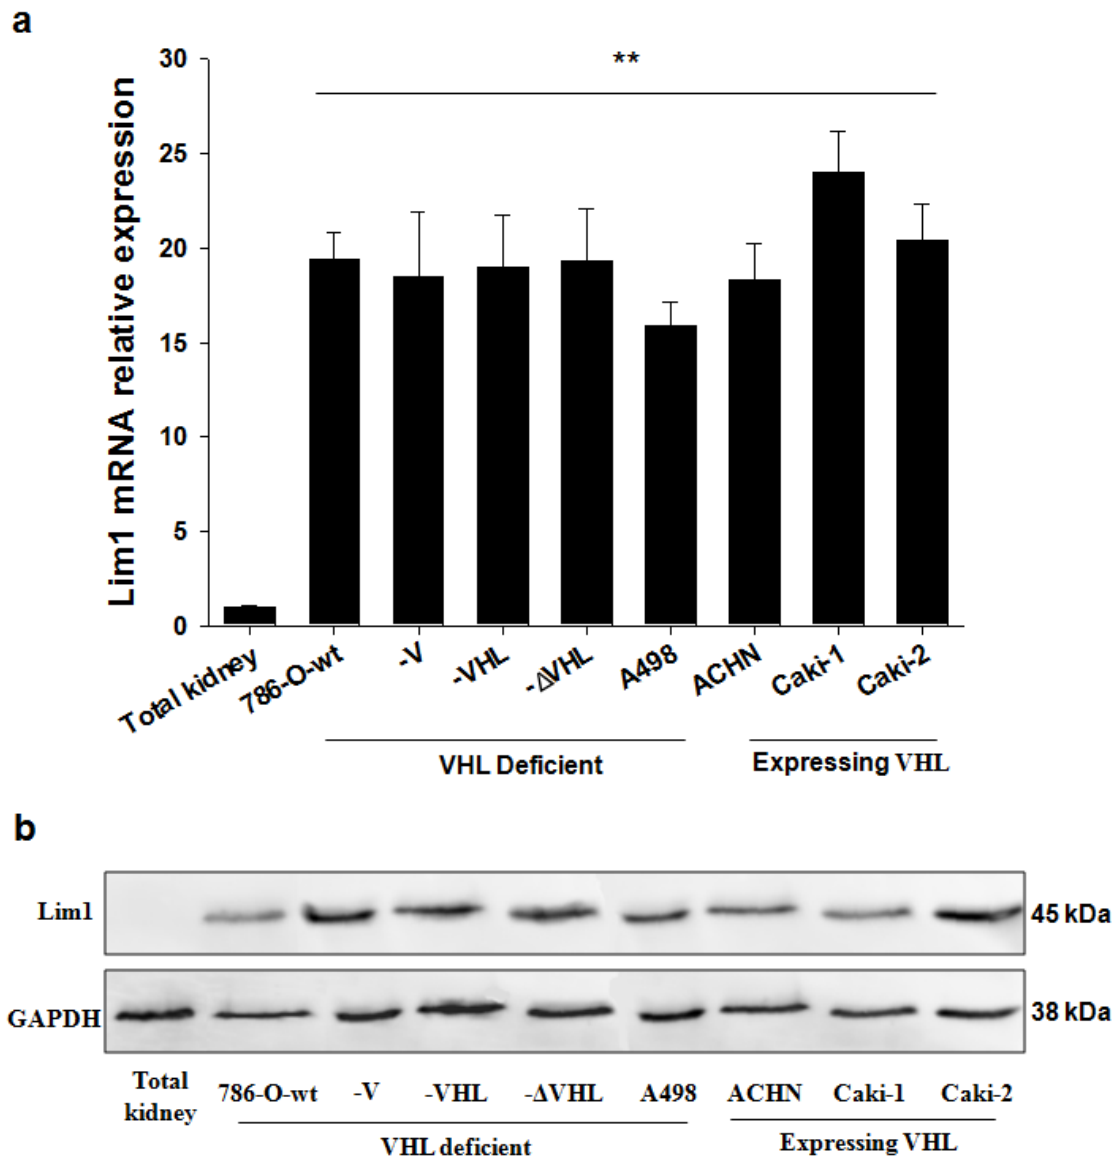 a
**
30
25
20
15
10
5
0
Lim1 mRNA relative expression
Total kidney
786-O-wt
-V
-VHL
-ΔVHL
A498
ACHN
Caki-1
Caki-2
VHL Deficient
Expressing VHL
b
Lim1
45 kDa
GAPDH
38 kDa
Total
kidney
786-O-wt
-V
-VHL
-ΔVHL
A498
ACHN
Caki-1
Caki-2
VHL deficient
Expressing VHL